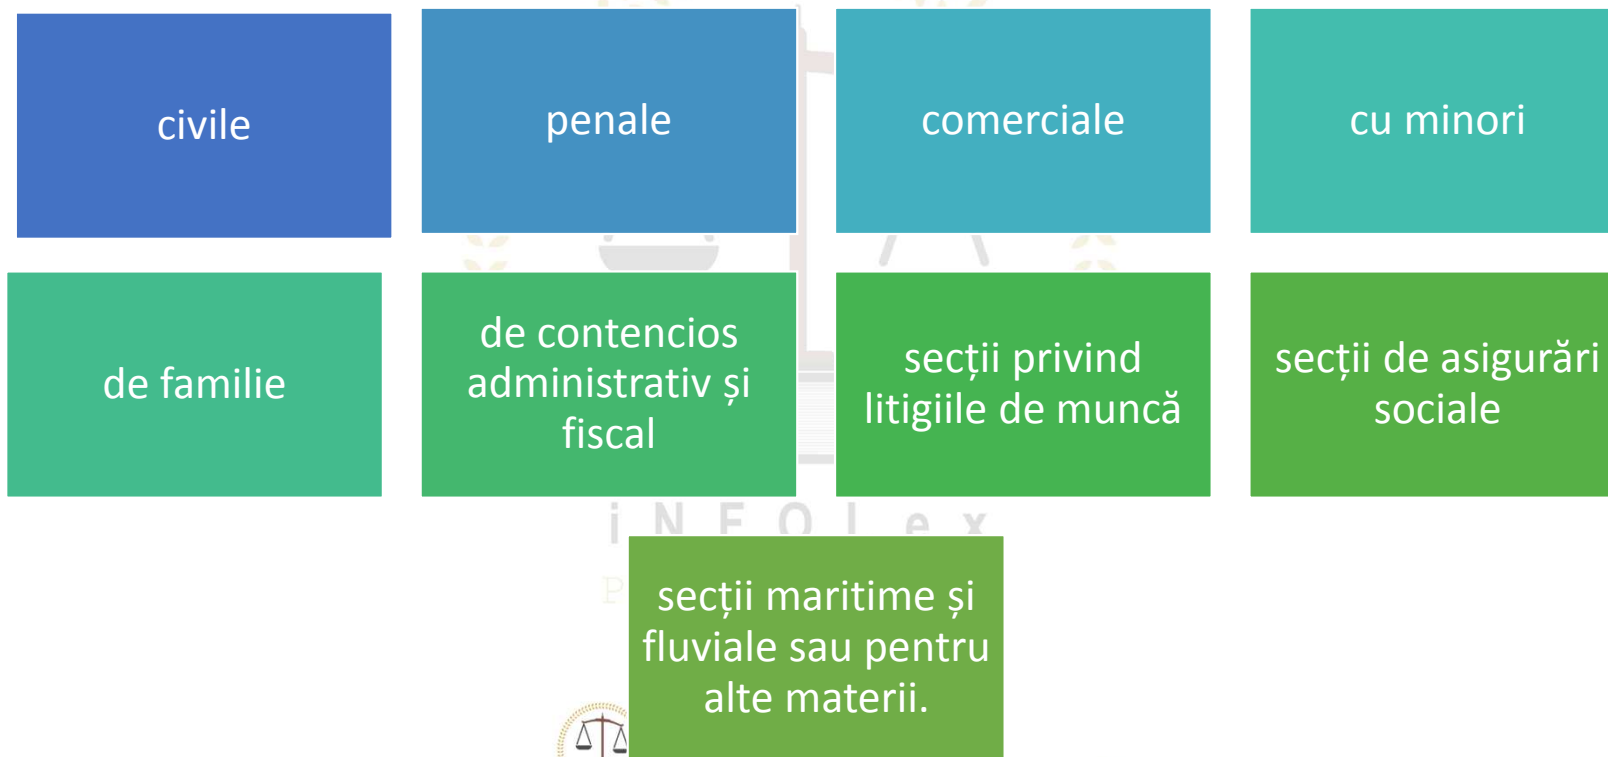 civile
penale
comerciale
cu minori
de familie
de contencios
administrativ și
fiscal
secții privind
litigiile de muncă
secții de asigurări
sociale
iNFOLex
P
secții maritime și
fluviale sau pentru
alte materii.